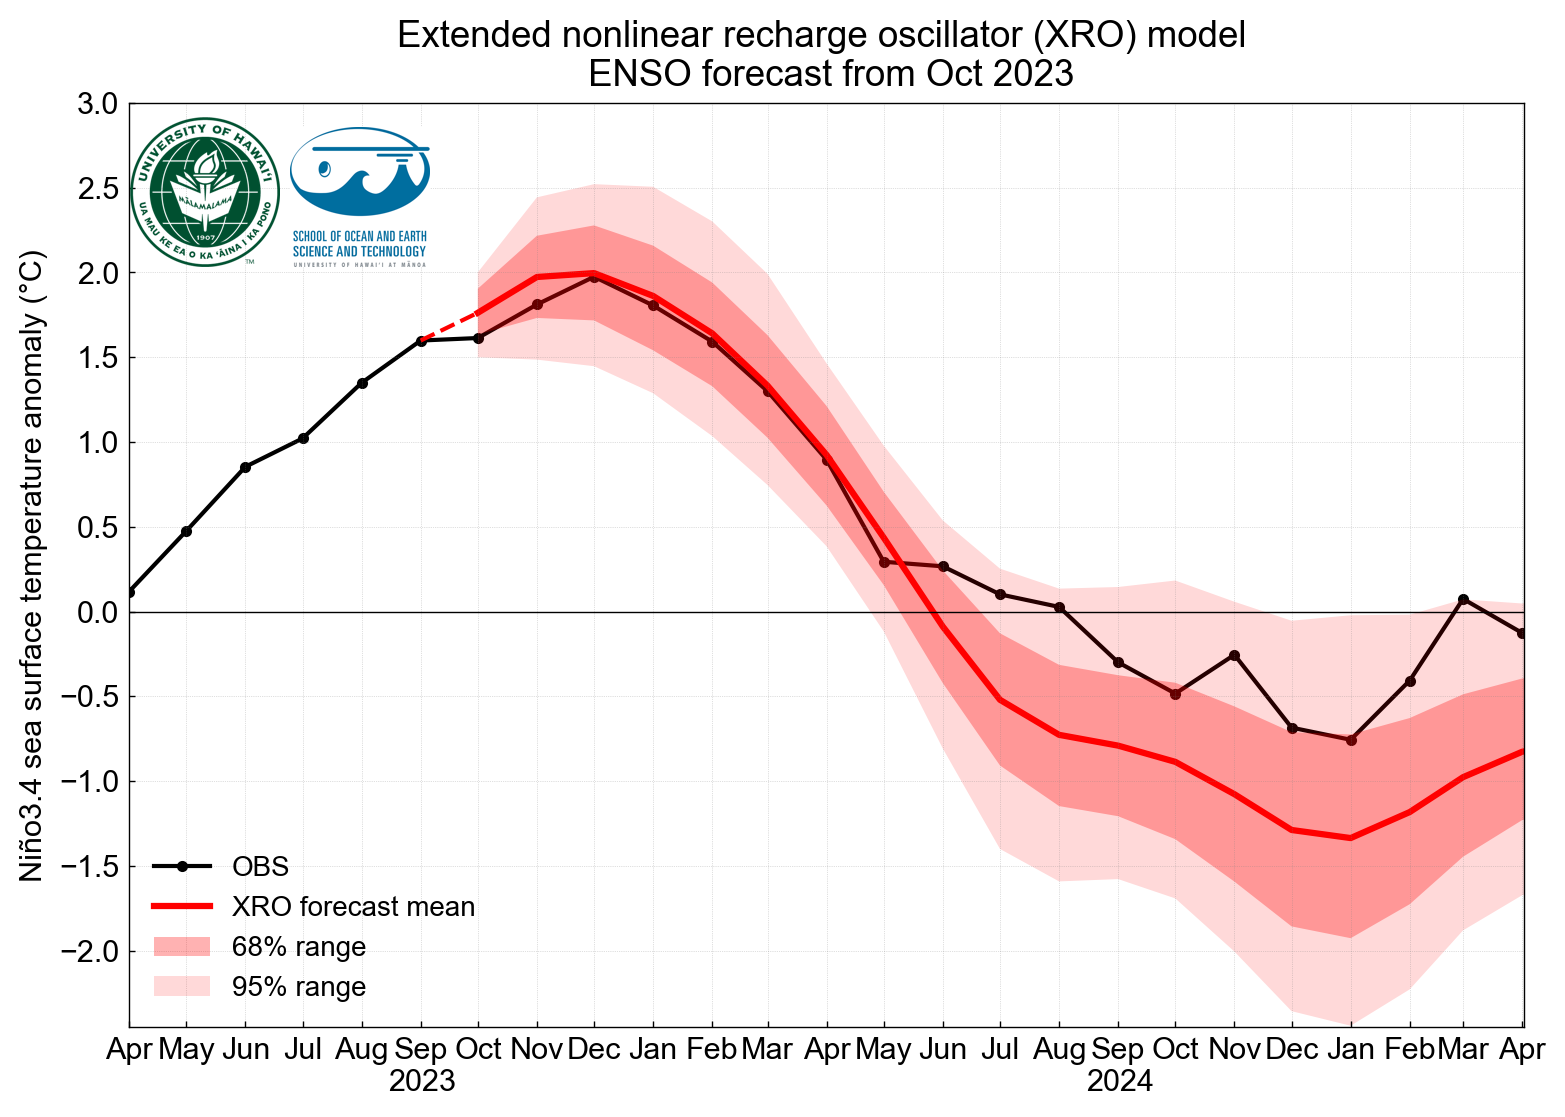 Extended nonlinear recharge oscillator (XRO) model
ENSO forecast from Oct 2023
3.0
2.5
2.0
1.5
1.0
0.5
0.0
−0.5
−1.0
−1.5
−2.0
Niño3.4 sea surface temperature anomaly (°C)
UNIVERSITY OF HAWAI‘I
MĀLAMALAMA
1907
UA MAU KE EA O KA ‘ĀINA I KA PONO
TM
SCHOOL OF OCEAN AND EARTH
SCIENCE AND TECHNOLOGY
UNIVERSITY OF HAWAI‘I AT MĀNOA
OBS
XRO forecast mean
68% range
95% range
Apr May Jun Jul Aug Sep Oct Nov Dec Jan Feb Mar Apr May Jun Jul Aug Sep Oct Nov Dec Jan Feb Mar Apr
2023 2024